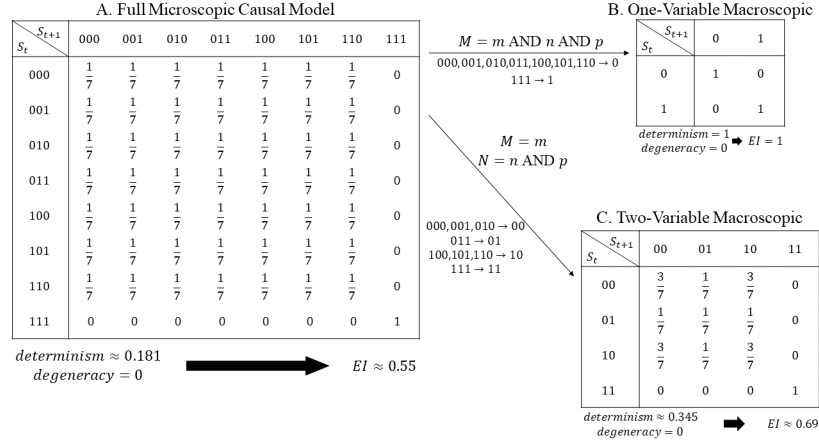 A. Full Microscopic Causal Model
S_t S_{t+1} 000 001 010 011 100 101 110 111
000 1/7 1/7 1/7 1/7 1/7 1/7 1/7 0
001 1/7 1/7 1/7 1/7 1/7 1/7 1/7 0
010 1/7 1/7 1/7 1/7 1/7 1/7 1/7 0
011 1/7 1/7 1/7 1/7 1/7 1/7 1/7 0
100 1/7 1/7 1/7 1/7 1/7 1/7 1/7 0
101 1/7 1/7 1/7 1/7 1/7 1/7 1/7 0
110 1/7 1/7 1/7 1/7 1/7 1/7 1/7 0
111 0 0 0 0 0 0 0 1
determinism ≈ 0.181
degeneracy = 0
EI ≈ 0.55
M = m AND n AND p
000,001,010,011,100,101,110 → 0
111 → 1
B. One-Variable Macroscopic
S_t S_{t+1} 0 1
0 1 0
1 0 1
determinism = 1
degeneracy = 0
EI = 1
M = m
N = n AND p
000,001,010 → 00
011 → 01
100,101,110 → 10
111 → 11
C. Two-Variable Macroscopic
S_t S_{t+1} 00 01 10 11
00 3/7 1/7 3/7 0
01 1/7 1/7 1/7 0
10 3/7 1/7 3/7 0
11 0 0 0 1
determinism ≈ 0.345
degeneracy = 0
EI ≈ 0.69